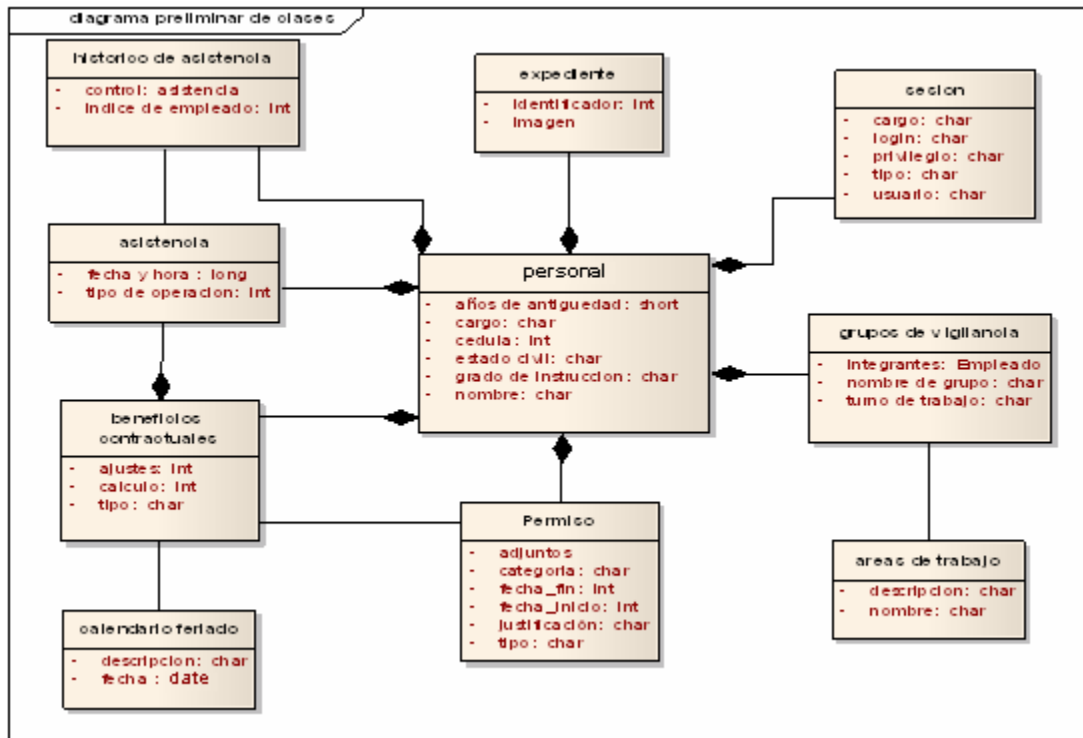 diagrama preliminar de clases
historico de asistencia
- control: asistencia
- indice de empleado: int
expediente
- identificador: int
- imagen
sesion
- cargo: char
- login: char
- privilegio: char
- tipo: char
- usuario: char
asistencia
- fecha y hora : long
- tipo de operacion: int
personal
- años de antiguedad: short
- cargo: char
- cedula: int
- estado civil: char
- grado de instruccion: char
- nombre: char
grupos de vigilancia
- integrantes: Empleado
- nombre de grupo: char
- turno de trabajo: char
beneficios
contractuales
- ajustes: int
- calculo: int
- tipo: char
Permiso
- adjuntos
- categoria: char
- fecha_fin: int
- fecha_inicio: int
- justificación: char
- tipo: char
areas de trabajo
- descripcion: char
- nombre: char
calendario feriado
- descripcion: char
- fecha : date